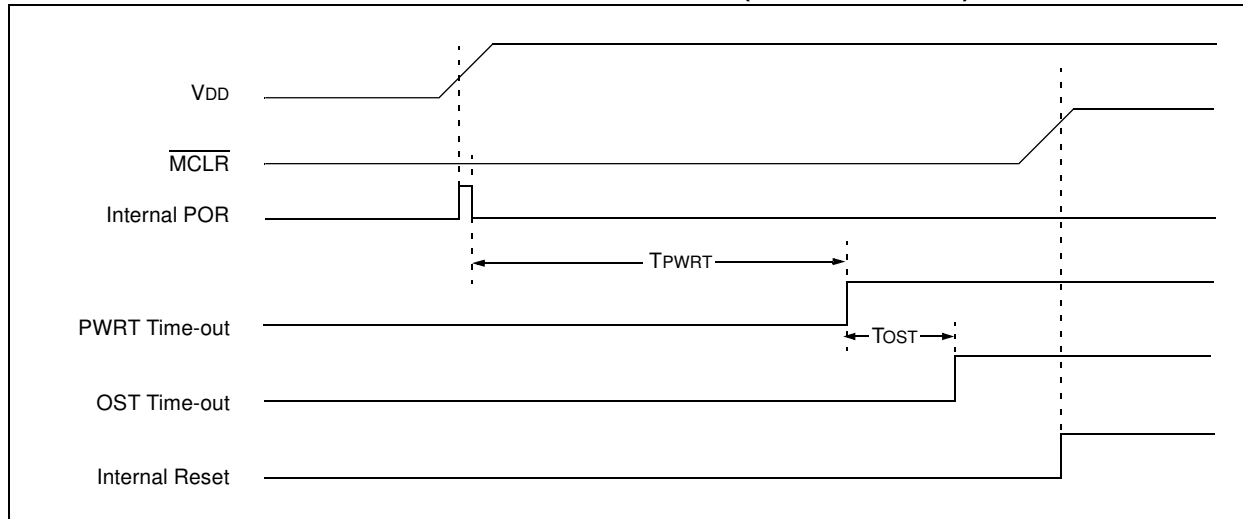 VDD
MCLR
Internal POR
TPWRT
PWRT Time-out
TOST
OST Time-out
Internal Reset